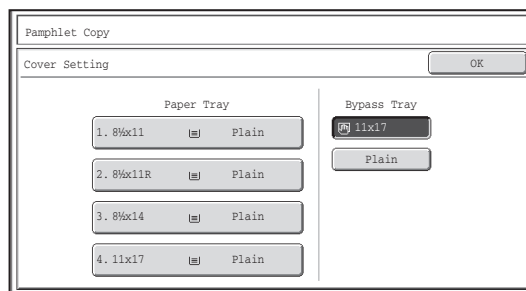 Pamphlet Copy
Cover Setting
OK
Paper Tray
Bypass Tray
1. 8½x11 Plain
11x17
2. 8½x11R Plain
Plain
3. 8½x14 Plain
4. 11x17 Plain